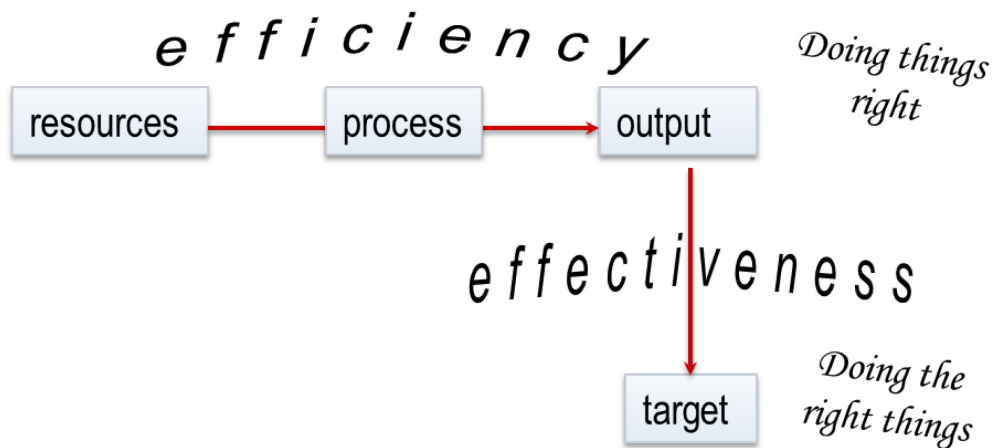 efficiency
Doing things
right
resources
process
output
effectiveness
target
Doing the
right things